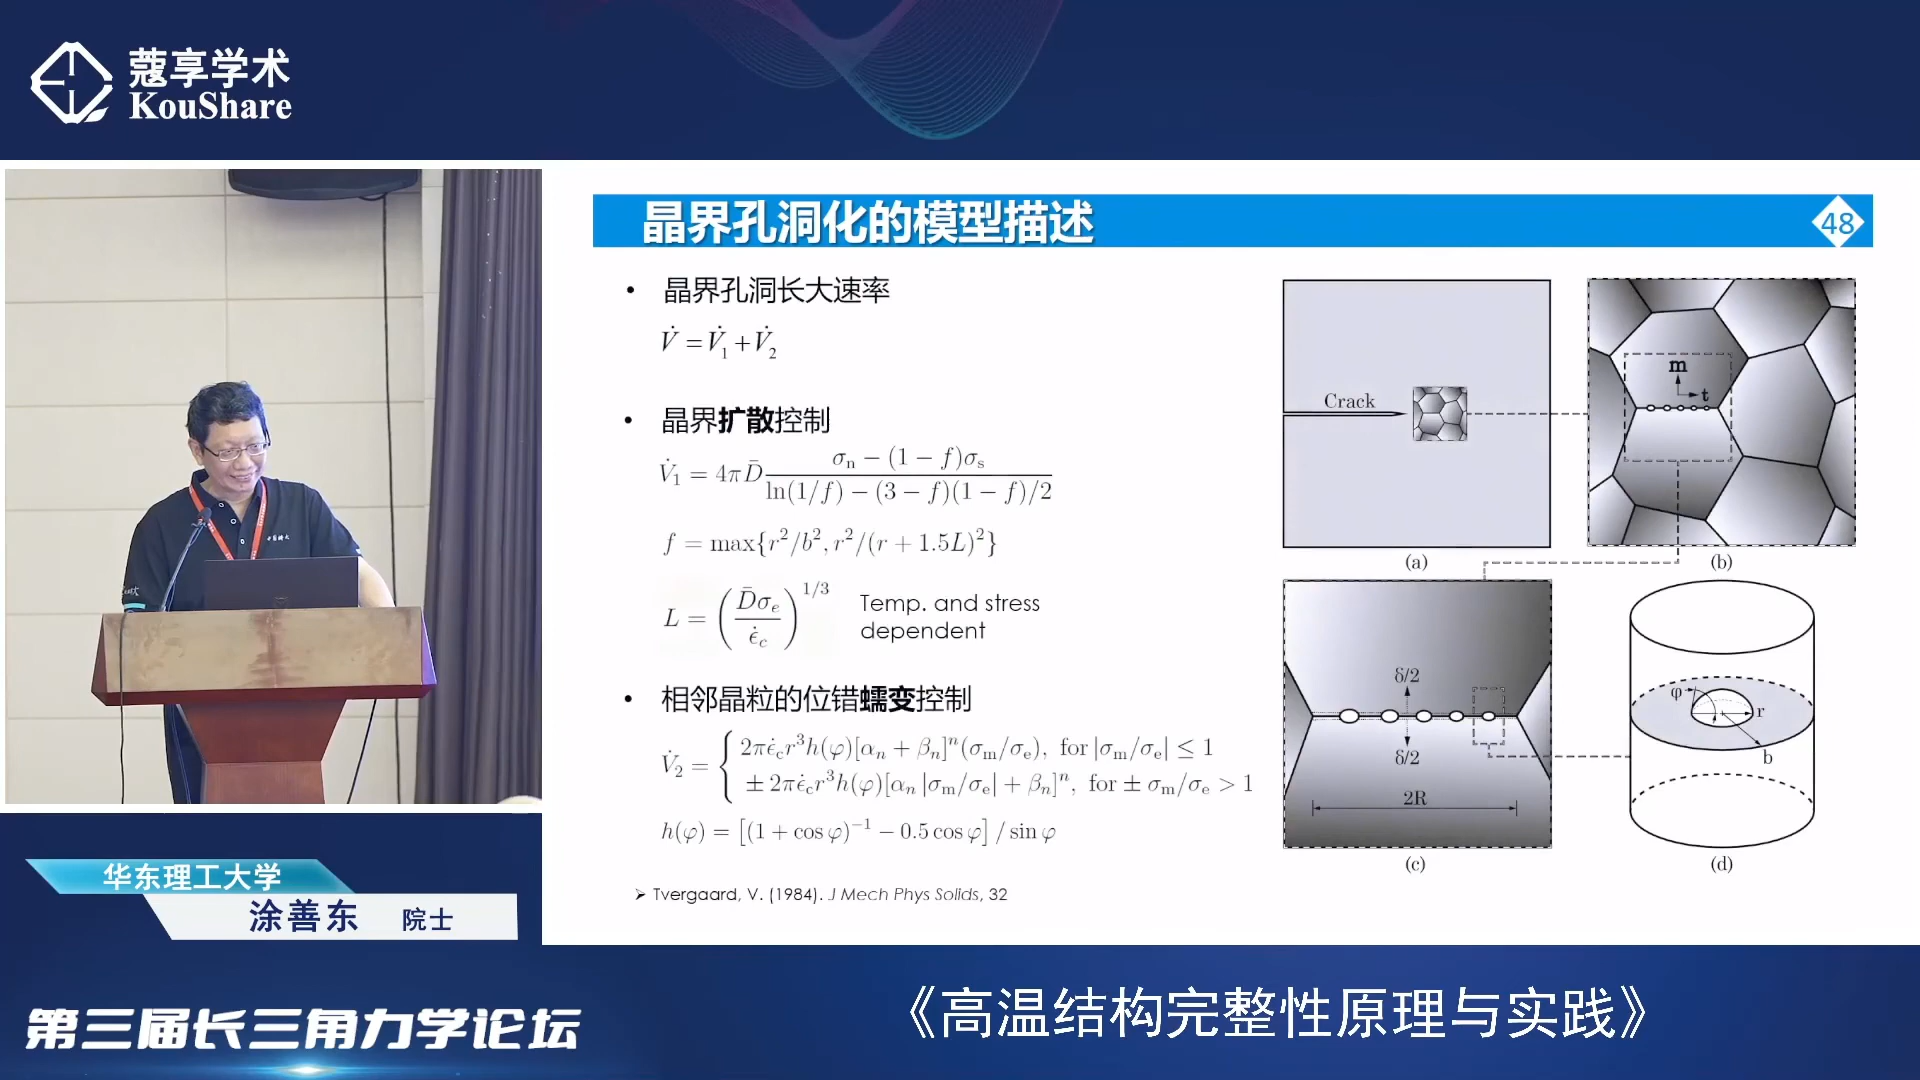 蔻享学术
KouShare
晶界孔洞化的模型描述
48
• 晶界孔洞长大速率
V̇ = V̇₁ + V̇₂
• 晶界扩散控制
V̇₁ = 4πD̄ (σₙ − (1 − f)σₛ) / (ln(1/f) − (3 − f)(1 − f)/2)
f = max{r²/b², r²/(r + 1.5L)²}
L = (D̄σₑ / ε̇_c)^{1/3}
Temp. and stress
dependent
• 相邻晶粒的位错蠕变控制
V̇₂ = { 2πε̇_c r³h(φ)[αₙ + βₙ]ⁿ(σₘ/σₑ), for |σₘ/σₑ| ≤ 1
± 2πε̇_c r³h(φ)[αₙ |σₘ/σₑ| + βₙ]ⁿ, for ± σₘ/σₑ > 1
h(φ) = [(1 + cos φ)⁻¹ − 0.5 cos φ] / sin φ
➢ Tvergaard, V. (1984). J Mech Phys Solids, 32
Crack
(a)
m
t
(b)
δ/2
δ/2
2R
(c)
φ
r
b
(d)
华东理工大学
涂善东 院士
第三届长三角力学论坛
《高温结构完整性原理与实践》